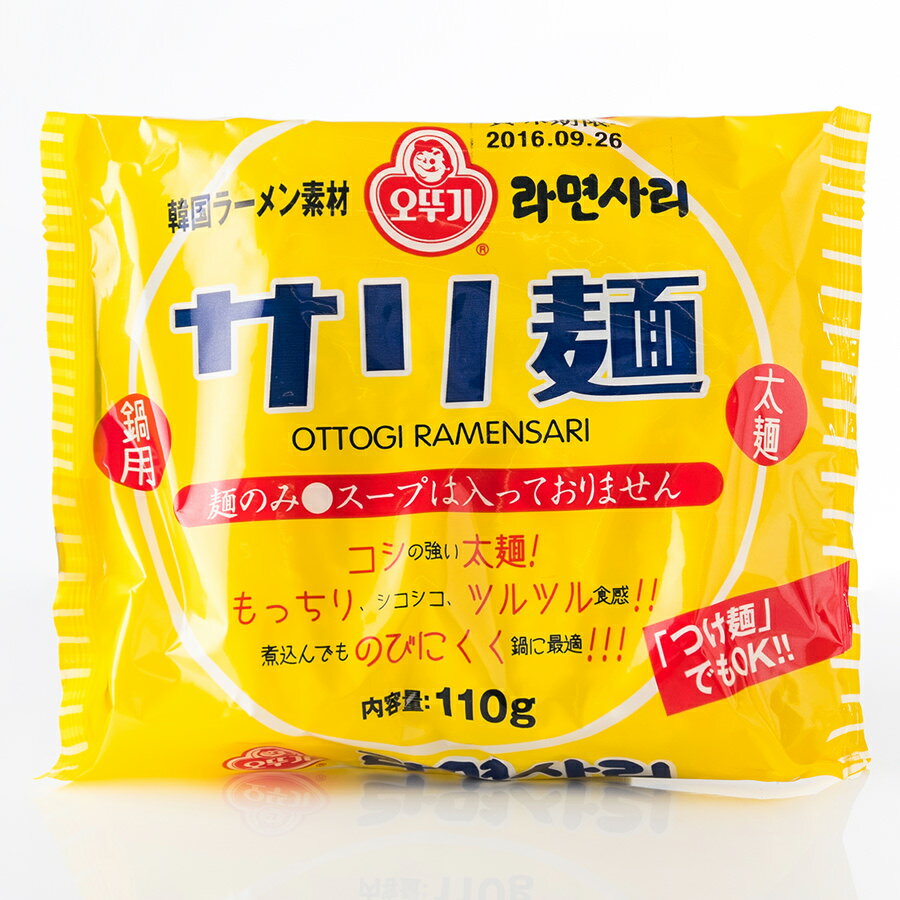 2016.09.26
韓国ラーメン素材
오뚜기
®
라면사리
サリ麺
OTTOGI RAMENSARI
鍋用
太麺
麺のみ●スープは入っておりません
コシの強い太麺!
もっちり、シコシコ、ツルツル食感!!
煮込んでものびにくく鍋に最適!!!
「つけ麺」
でもOK!!
内容量:110g
라면사리